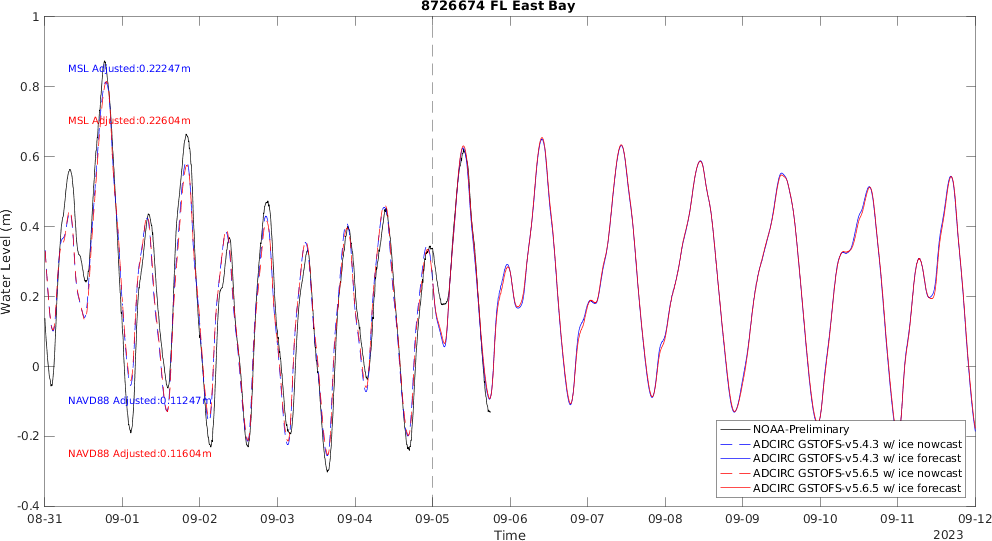 8726674 FL East Bay
1
0.8
0.6
0.4
0.2
0
-0.2
-0.4
Water Level (m)
MSL Adjusted:0.22247m
MSL Adjusted:0.22604m
NAVD88 Adjusted:0.11247m
NAVD88 Adjusted:0.11604m
NOAA-Preliminary
ADCIRC GSTOFS-v5.4.3 w/ ice nowcast
ADCIRC GSTOFS-v5.4.3 w/ ice forecast
ADCIRC GSTOFS-v5.6.5 w/ ice nowcast
ADCIRC GSTOFS-v5.6.5 w/ ice forecast
08-31 09-01 09-02 09-03 09-04 09-05 09-06 09-07 09-08 09-09 09-10 09-11 09-12
Time
2023